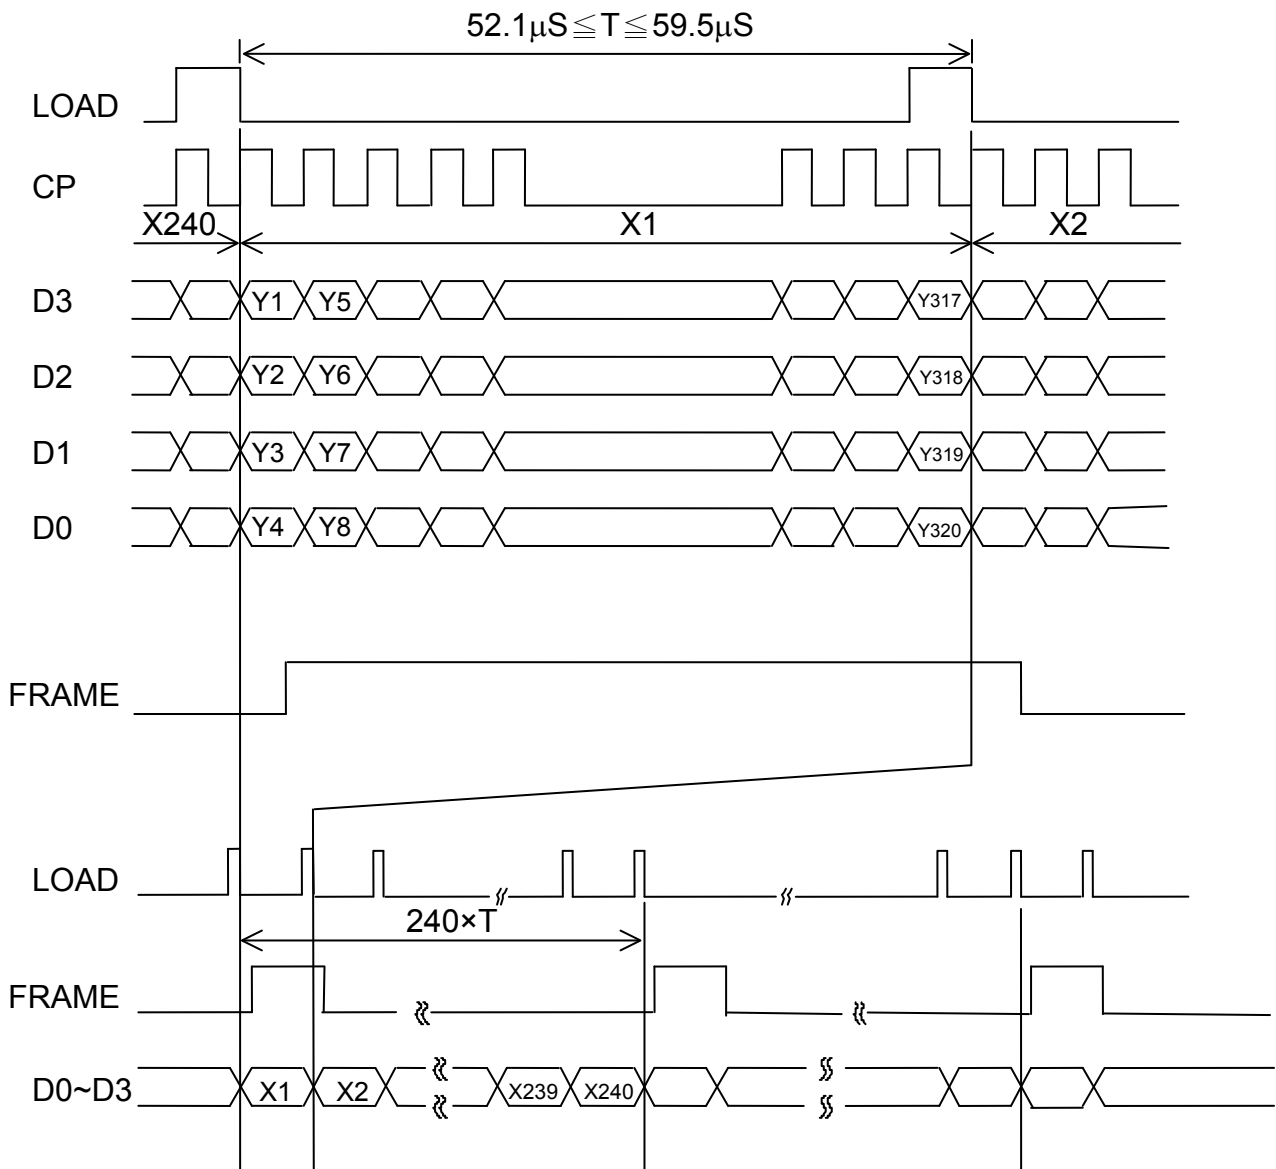 52.1μS≦T≦59.5μS
LOAD
CP
X240 X1 X2
D3 Y1 Y5 Y317
D2 Y2 Y6 Y318
D1 Y3 Y7 Y319
D0 Y4 Y8 Y320
FRAME
LOAD
240×T
FRAME
D0~D3 X1 X2 X239 X240